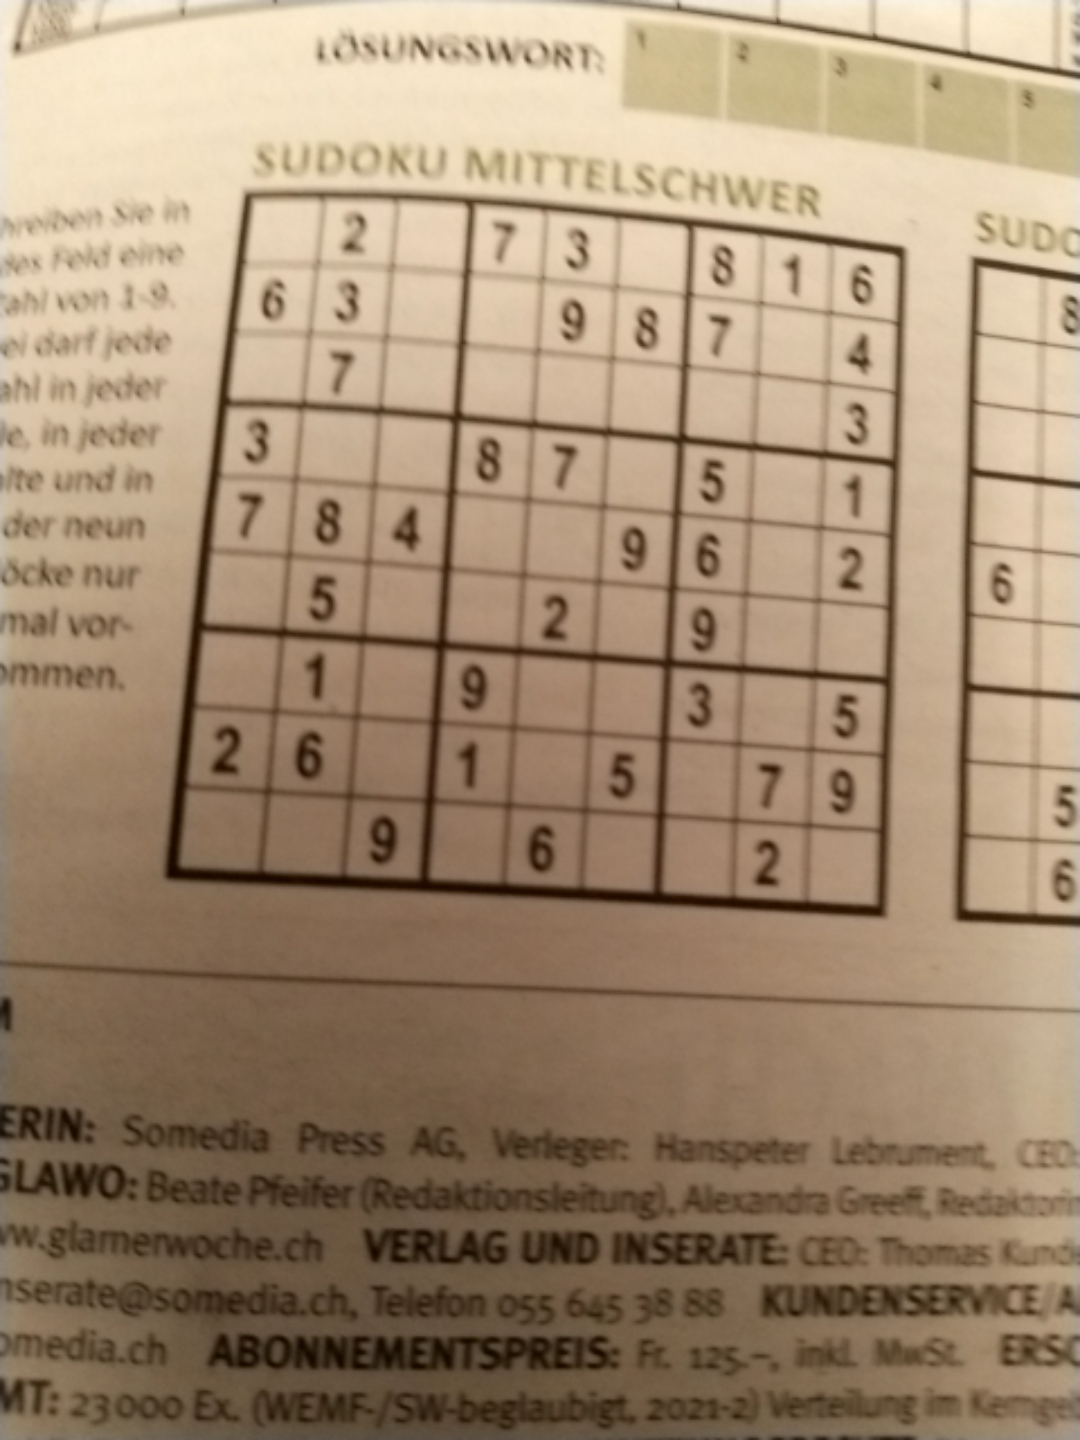 LÖSUNGSWORT: 1 2 3 4 5
SUDOKU MITTELSCHWER
hreiben Sie in
des Feld eine
ahl von 1-9.
ei darf jede
ahl in jeder
le, in jeder
alte und in
der neun
öcke nur
mal vor-
ommen.
2 7 3 8 1 6
6 3 9 8 7 4
7 3
3 8 7 5 1
7 8 4 9 6 2
5 2 9
1 9 3 5
2 6 1 5 7 9
9 6 2
SUDO
8
6
5
6
M
ERIN: Somedia Press AG, Verleger: Hanspeter Lebrument, CEO:
GLAWO: Beate Pfeifer (Redaktionsleitung), Alexandra Greeff, Redaktorin
ww.glarnerwoche.ch VERLAG UND INSERATE: CEO: Thomas Kund
nserate@somedia.ch, Telefon 055 645 38 88 KUNDENSERVICE/A
omedia.ch ABONNEMENTSPREIS: Fr. 125.–, inkl. MwSt. ERSC
MT: 23 000 Ex. (WEMF-/SW-beglaubigt, 2021-2) Verteilung im Kerngeb